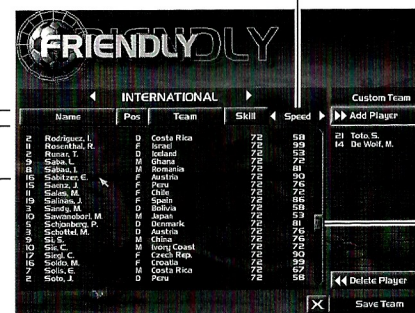 FRIENDLY
INTERNATIONAL
Custom Team
Name Pos Team Skill Speed Add Player
2 Rodriguez, I. D Costa Rica 72 58
11 Rosenthal, R. F Israel 72 99
2 Runar, T. D Iceland 72 53
9 Saba, L. M Ghana 72 72
8 Sabau, I. M Romania 72 81
16 Sabitzer, E. F Austria 72 90
15 Saenz, J. F Peru 72 76
11 Salas, M. F Chile 72 72
19 Salinas, J. F Spain 72 86
3 Sandy, M. D Bolivia 72 58
10 Sawanobori, M. M Japan 72 53
5 Schjonberg, P. D Denmark 72 81
3 Schottel, M. D Austria 72 76
9 Si, S. M China 72 76
10 Sie, C. M Ivory Coast 72 72
17 Siegl, C. F Czech Rep. 72 90
16 Soldo, M. F Croatia 72 99
7 Solis, E. M Costa Rica 72 67
2 Soto, J. D Peru 72 58
21 Toto, S.
14 De Wolf, M.
Delete Player
X Save Team